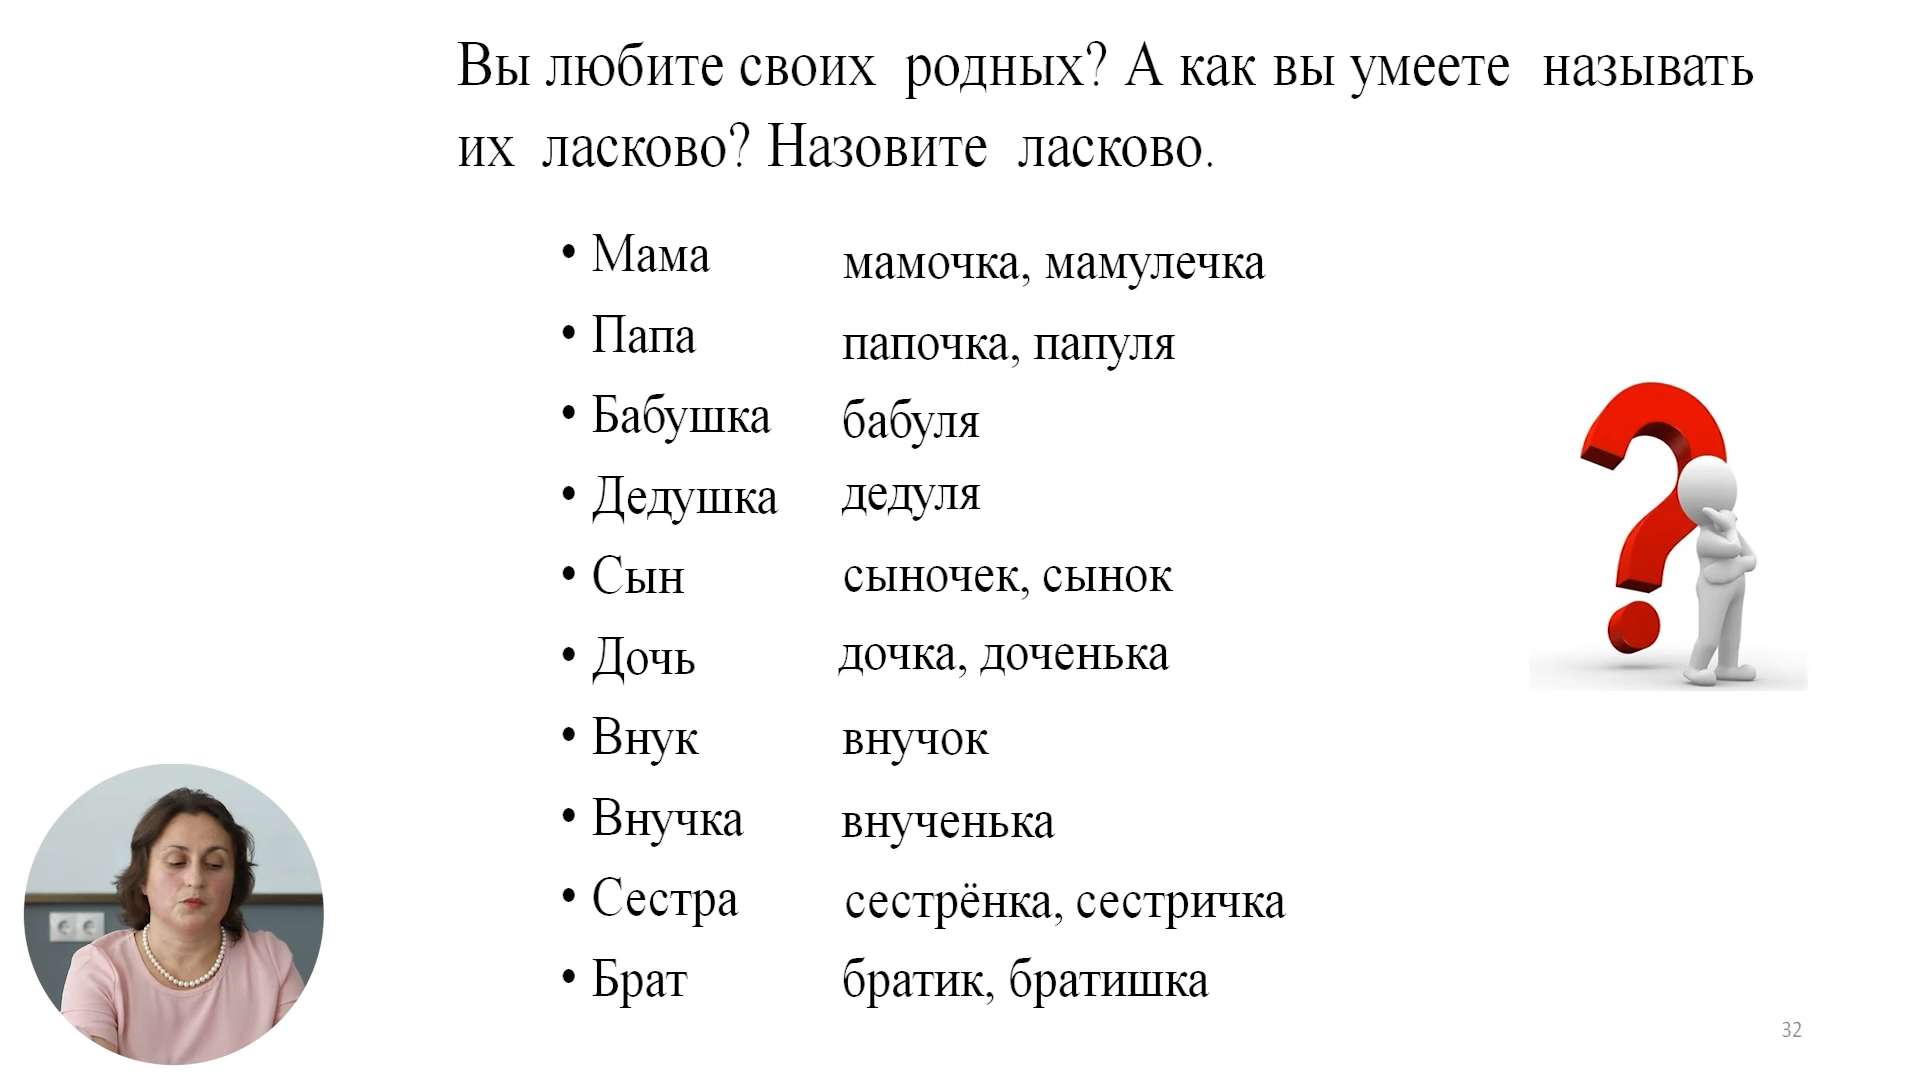 Вы любите своих родных? А как вы умеете называть
их ласково? Назовите ласково.
• Мама мамочка, мамулечка
• Папа папочка, папуля
• Бабушка бабуля
• Дедушка дедуля
• Сын сыночек, сынок
• Дочь дочка, доченька
• Внук внучок
• Внучка внученька
• Сестра сестрёнка, сестричка
• Брат братик, братишка
32